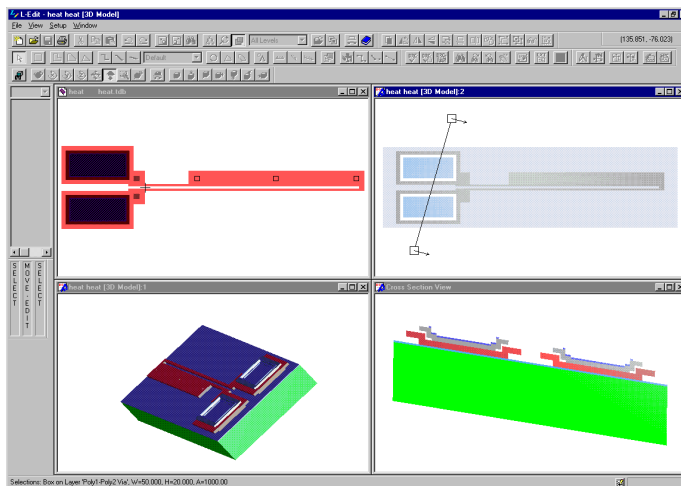 L-Edit - heat heat [3D Model]
File View Setup Window
Default
All Levels
(135.851, -76.023)
heat heat.tdb
heat heat [3D Model]:2
SELECT
MOVE-EDIT
SELECT
heat heat [3D Model]:1
Cross Section View
Selections: Box on Layer 'Poly1-Poly2 Via', W=50.000, H=20.000, A=1000.00